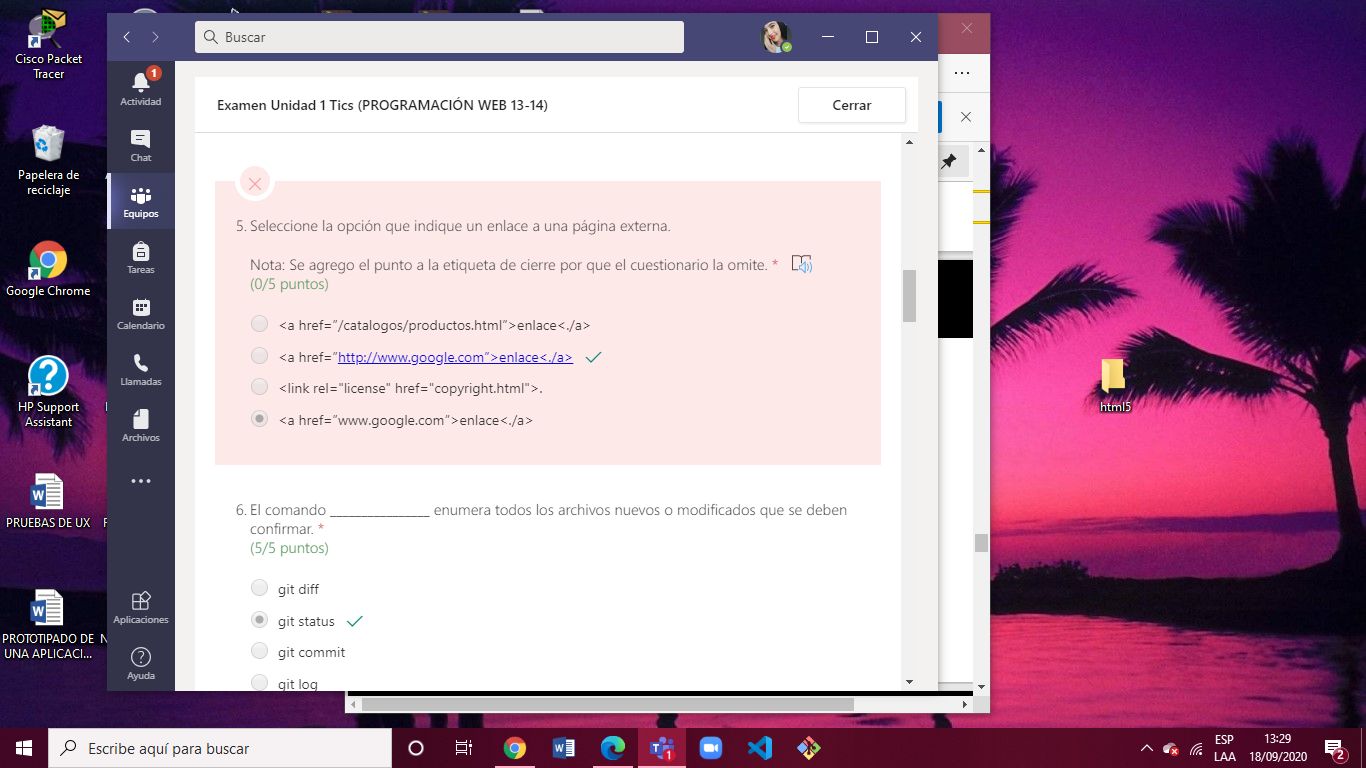 Cisco Packet
Tracer
Papelera de
reciclaje
Google Chrome
HP Support
Assistant
PRUEBAS DE UX
PROTOTIPADO DE
UNA APLICACI...
Buscar
1
Actividad
Chat
Equipos
Tareas
Calendario
Llamadas
Archivos
Aplicaciones
Ayuda
Examen Unidad 1 Tics (PROGRAMACIÓN WEB 13-14)
Cerrar
5. Seleccione la opción que indique un enlace a una página externa.
Nota: Se agrego el punto a la etiqueta de cierre por que el cuestionario la omite. *
(0/5 puntos)
<a href=”/catalogos/productos.html”>enlace<./a>
<a href=”http://www.google.com”>enlace<./a>
<link rel="license" href="copyright.html">.
<a href=”www.google.com”>enlace<./a>
6. El comando ________________ enumera todos los archivos nuevos o modificados que se deben
confirmar. *
(5/5 puntos)
git diff
git status
git commit
git log
html5
Escribe aquí para buscar
1
ESP
LAA
13:29
18/09/2020
2